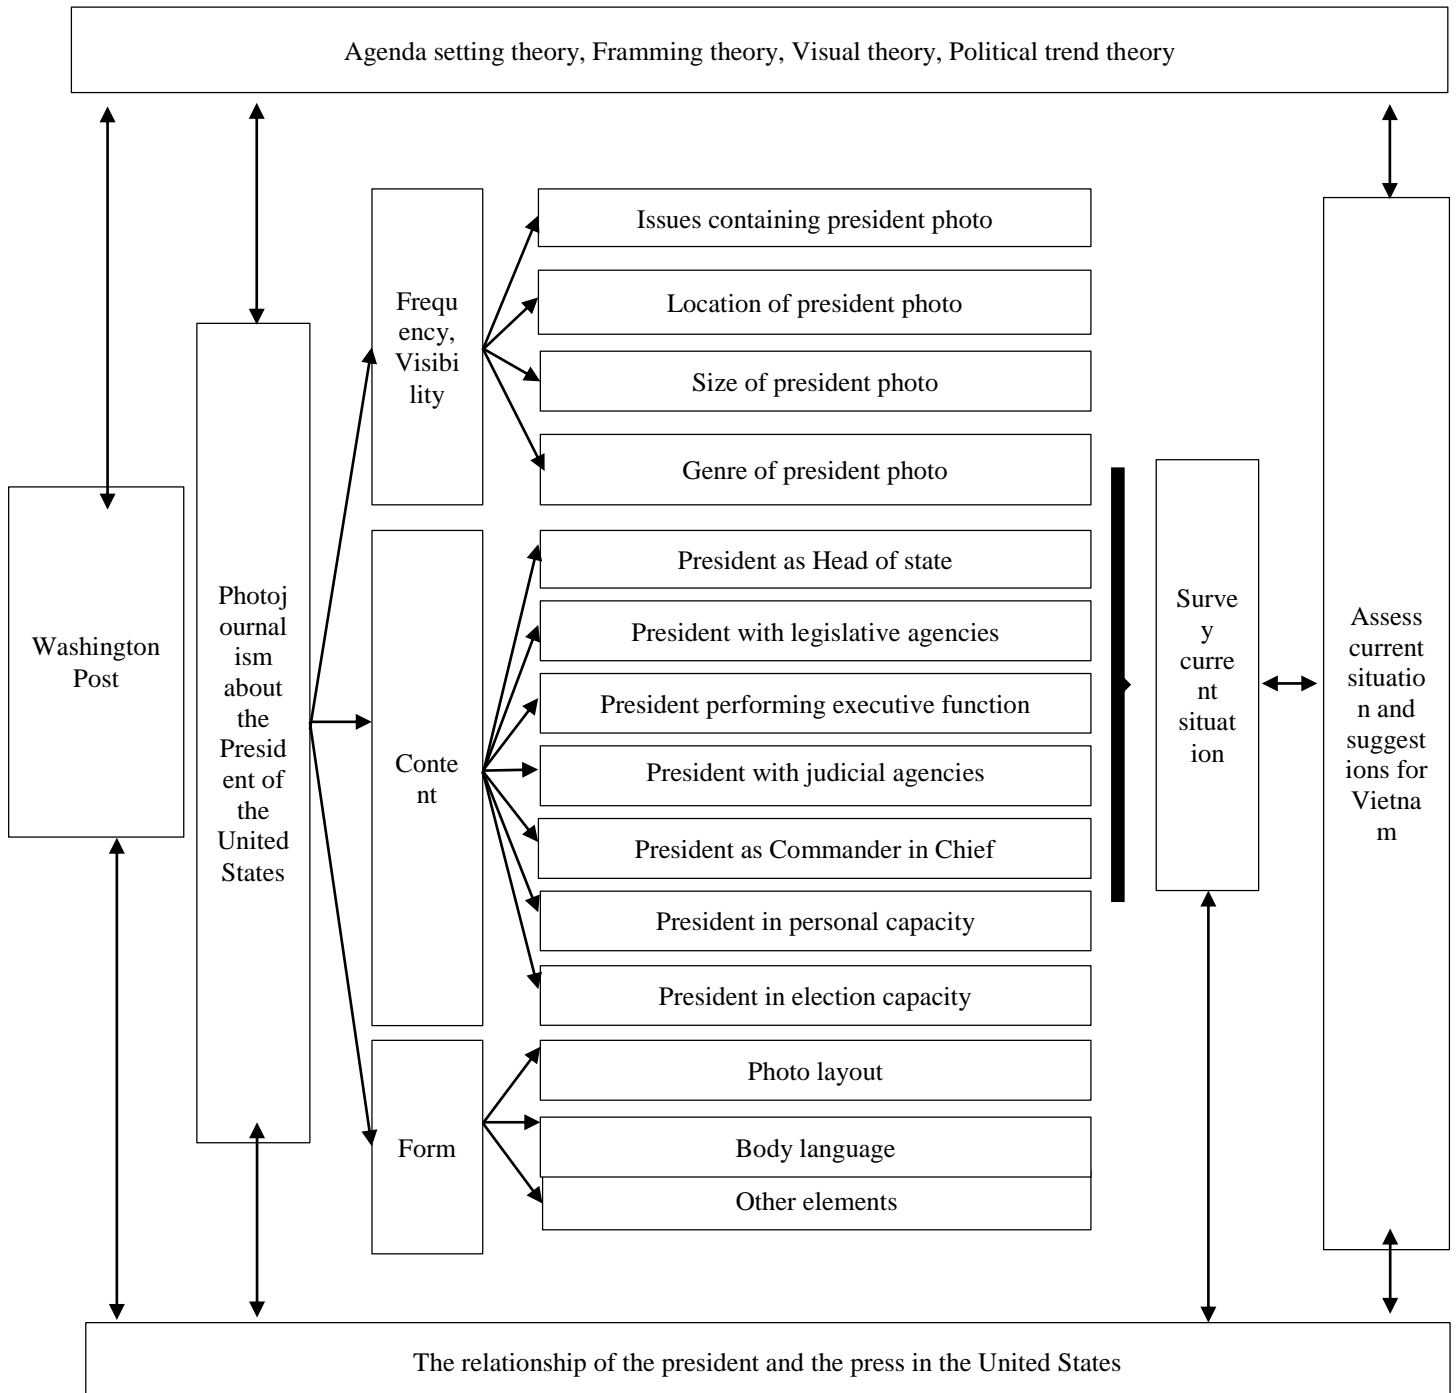 Agenda setting theory, Framming theory, Visual theory, Political trend theory
Washington
Post
Photoj
ournal
ism
about
the
Presid
ent of
the
United
States
Frequ
ency,
Visibi
lity
Issues containing president photo
Location of president photo
Size of president photo
Genre of president photo
Conte
nt
President as Head of state
President with legislative agencies
President performing executive function
President with judicial agencies
President as Commander in Chief
President in personal capacity
President in election capacity
Form
Photo layout
Body language
Other elements
Surve
y
curre
nt
situat
ion
Assess
current
situatio
n and
suggest
ions for
Vietna
m
The relationship of the president and the press in the United States